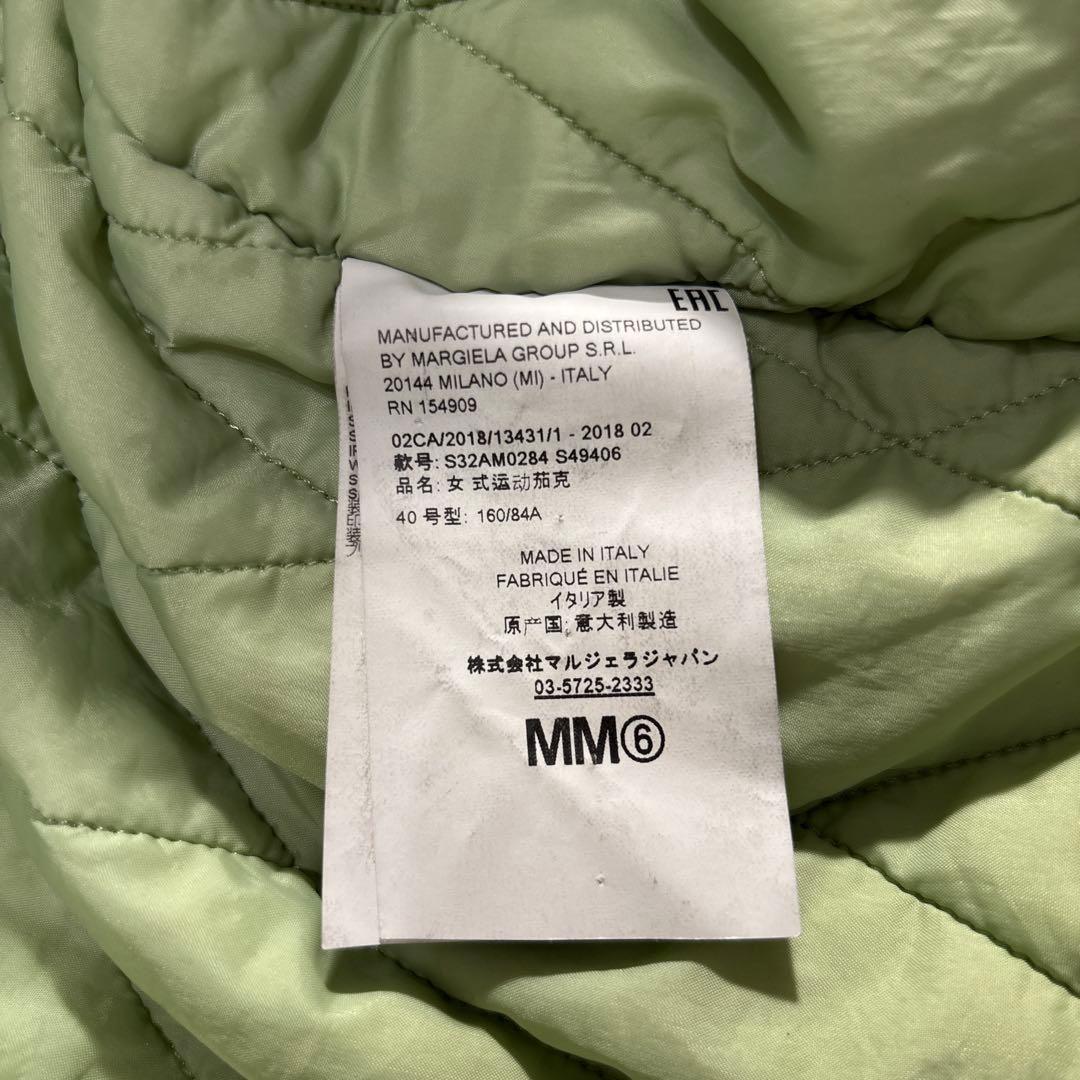 EAC
MANUFACTURED AND DISTRIBUTED
BY MARGIELA GROUP S.R.L.
20144 MILANO (MI) - ITALY
RN 154909
02CA/2018/13431/1 - 2018 02
款号: S32AM0284 S49406
品名: 女 式运动茄克
40 号型: 160/84A
MADE IN ITALY
FABRIQUÉ EN ITALIE
イタリア製
原产国: 意大利製造
株式会社マルジェラジャパン
03-5725-2333
MM⑥